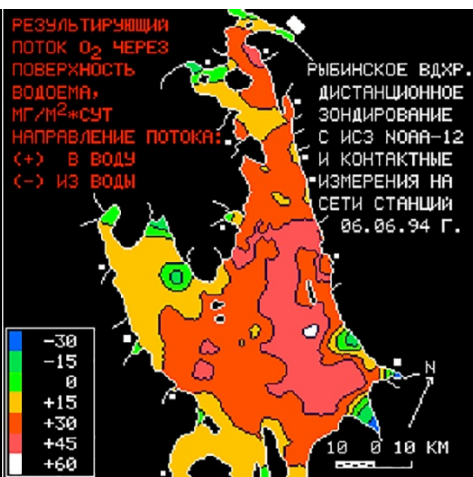 РЕЗУЛЬТИРУЮЩИЙ
ПОТОК O2 ЧЕРЕЗ
ПОВЕРХНОСТЬ
ВОДОЕМА,
МГ/М2*СУТ
НАПРАВЛЕНИЕ ПОТОКА:
(+) В ВОДУ
(-) ИЗ ВОДЫ
РЫБИНСКОЕ ВДХР.
ДИСТАНЦИОННОЕ
ЗОНДИРОВАНИЕ
С ИСЗ NOAA-12
И КОНТАКТНЫЕ
ИЗМЕРЕНИЯ НА
СЕТИ СТАНЦИЙ
06.06.94 Г.
-30
-15
0
+15
+30
+45
+60
N
10 0 10 КМ